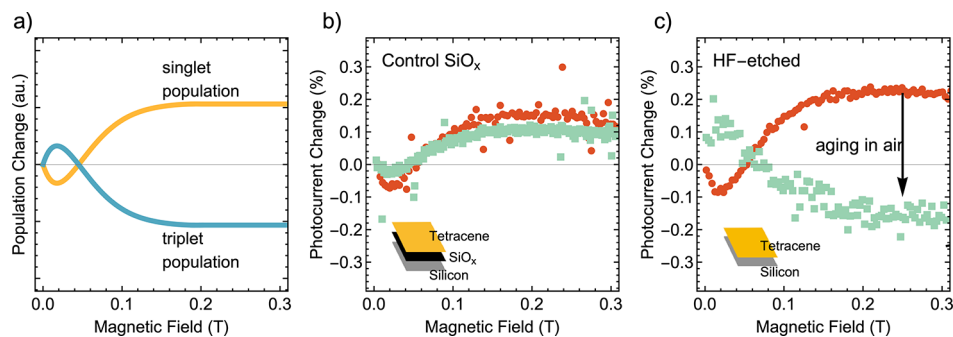 a)
Population Change (au.)
singlet
population
triplet
population
0.0
0.1
0.2
0.3
Magnetic Field (T)
b)
Photocurrent Change (%)
0.3
0.2
0.1
0.0
-0.1
-0.2
-0.3
Control SiOx
Tetracene
SiOx
Silicon
0.0
0.1
0.2
0.3
Magnetic Field (T)
c)
Photocurrent Change (%)
0.3
0.2
0.1
0.0
-0.1
-0.2
-0.3
HF-etched
aging in air
Tetracene
Silicon
0.0
0.1
0.2
0.3
Magnetic Field (T)